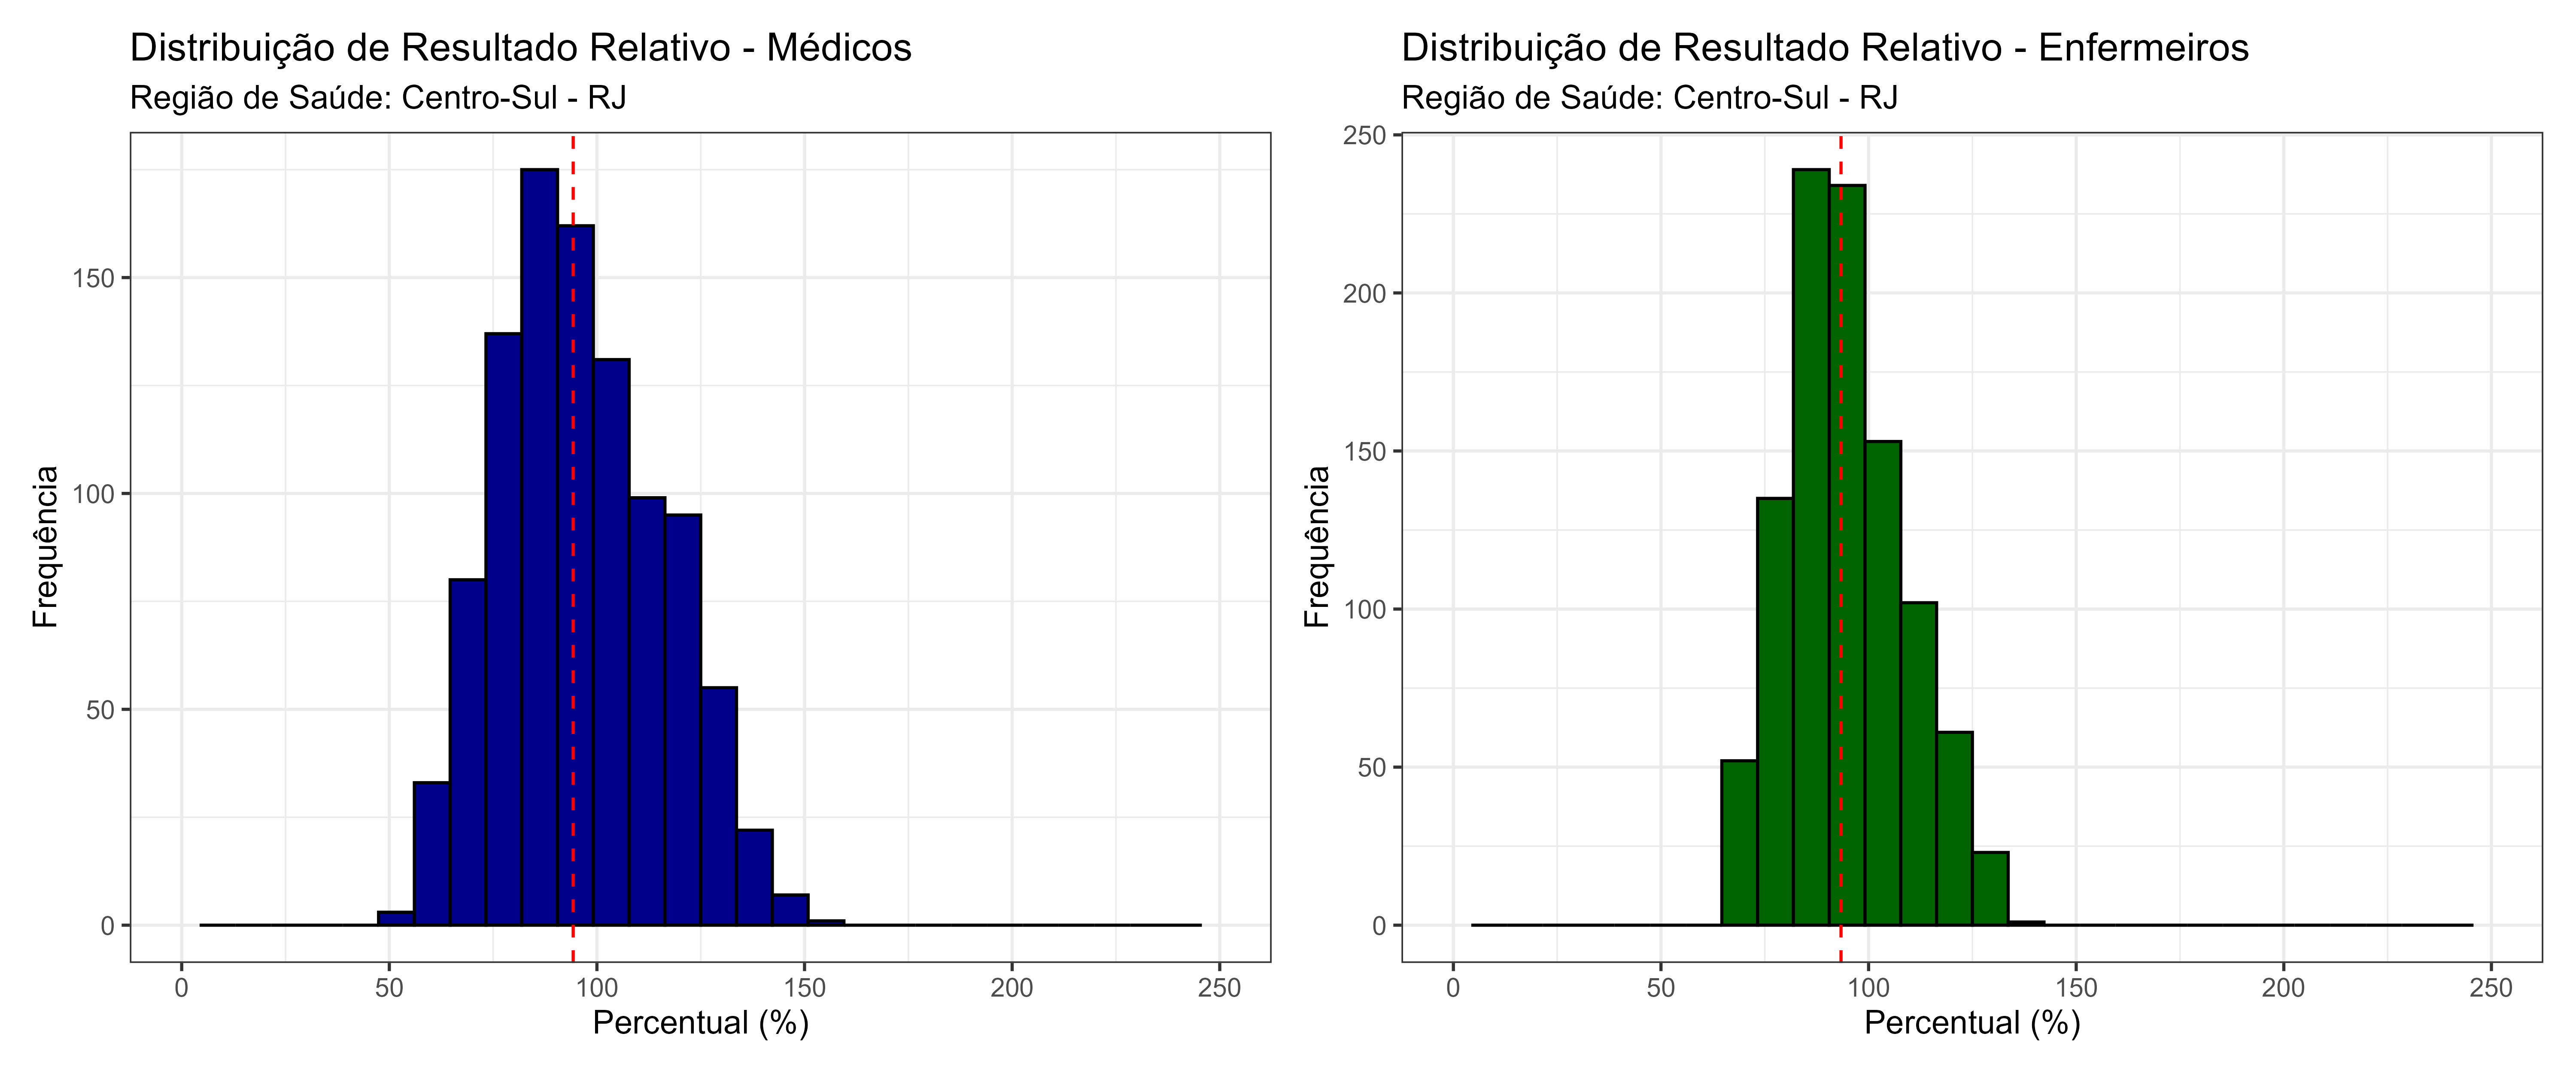 Distribuição de Resultado Relativo - Médicos
Região de Saúde: Centro-Sul - RJ
Frequência
150
100
50
0
0 50 100 150 200 250
Percentual (%)
Distribuição de Resultado Relativo - Enfermeiros
Região de Saúde: Centro-Sul - RJ
Frequência
250
200
150
100
50
0
0 50 100 150 200 250
Percentual (%)